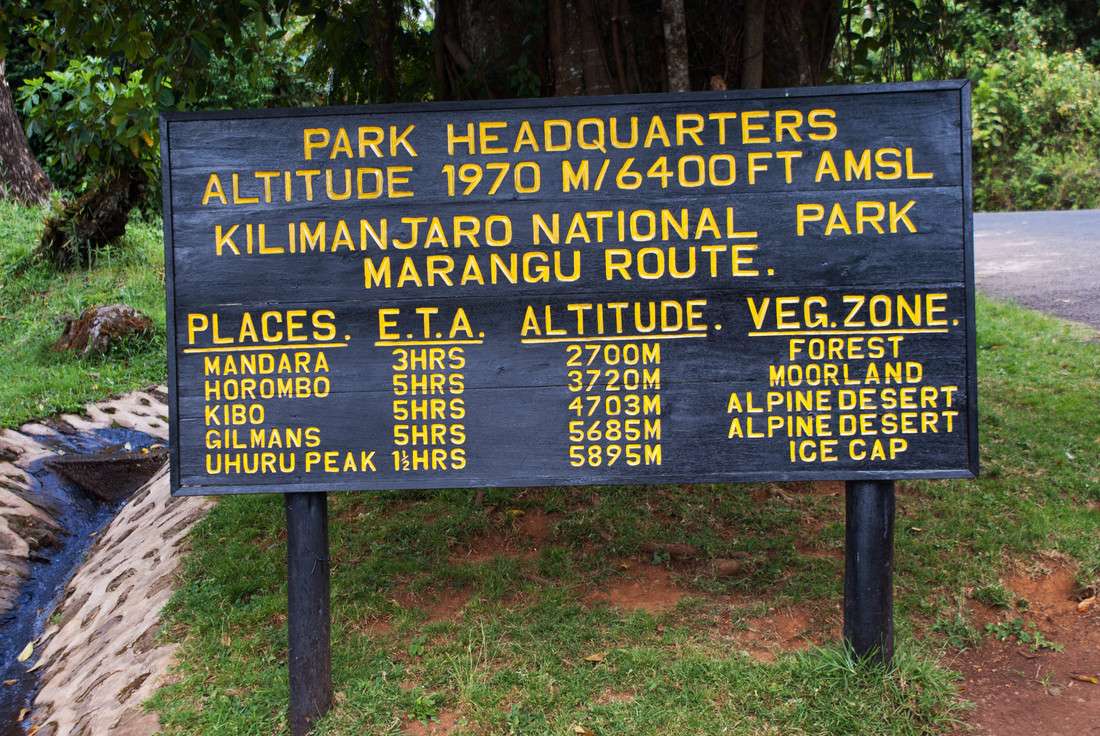 PARK HEADQUARTERS
ALTITUDE 1970 M/6400 FT AMSL
KILIMANJARO NATIONAL PARK
MARANGU ROUTE.
PLACES. E.T.A. ALTITUDE. VEG. ZONE.
MANDARA 3HRS 2700M FOREST
HOROMBO 5HRS 3720M MOORLAND
KIBO 5HRS 4703M ALPINE DESERT
GILMANS 5HRS 5685M ALPINE DESERT
UHURU PEAK 1½HRS 5895M ICE CAP